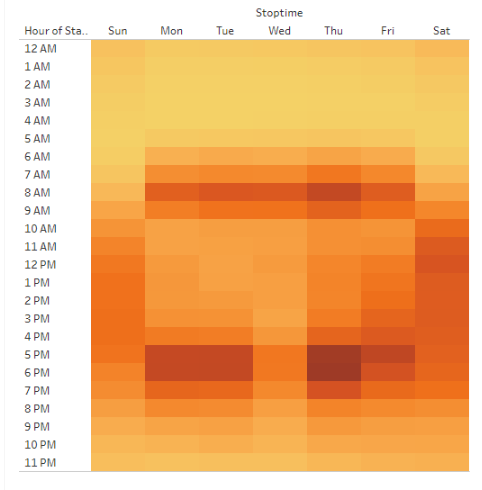 Stoptime
Hour of Sta.. Sun Mon Tue Wed Thu Fri Sat
12 AM
1 AM
2 AM
3 AM
4 AM
5 AM
6 AM
7 AM
8 AM
9 AM
10 AM
11 AM
12 PM
1 PM
2 PM
3 PM
4 PM
5 PM
6 PM
7 PM
8 PM
9 PM
10 PM
11 PM